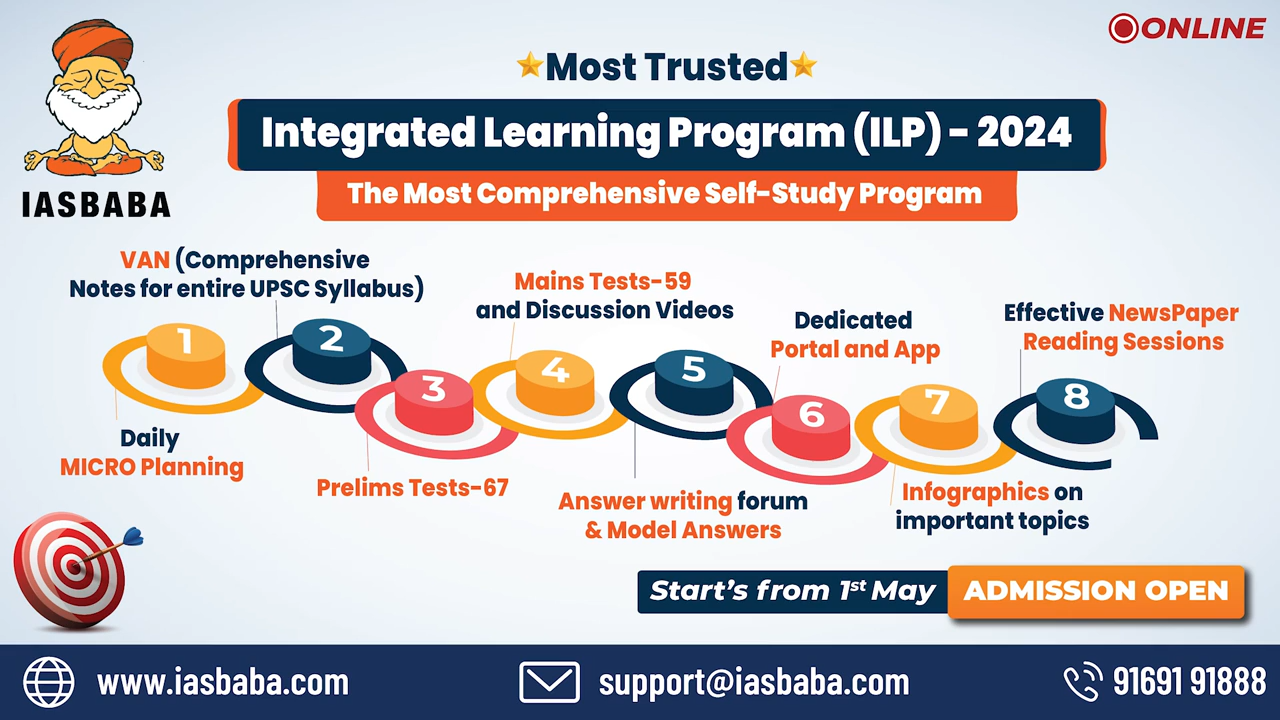 ONLINE
Most Trusted
Integrated Learning Program (ILP) - 2024
The Most Comprehensive Self-Study Program
IASBABA
1
Daily
MICRO Planning
VAN (Comprehensive
Notes for entire UPSC Syllabus)
2
3
Prelims Tests-67
Mains Tests-59
and Discussion Videos
4
5
Answer writing forum
& Model Answers
Dedicated
Portal and App
6
7
Infographics on
important topics
Effective NewsPaper
Reading Sessions
8
Start's from 1st May
ADMISSION OPEN
www.iasbaba.com
support@iasbaba.com
91691 91888